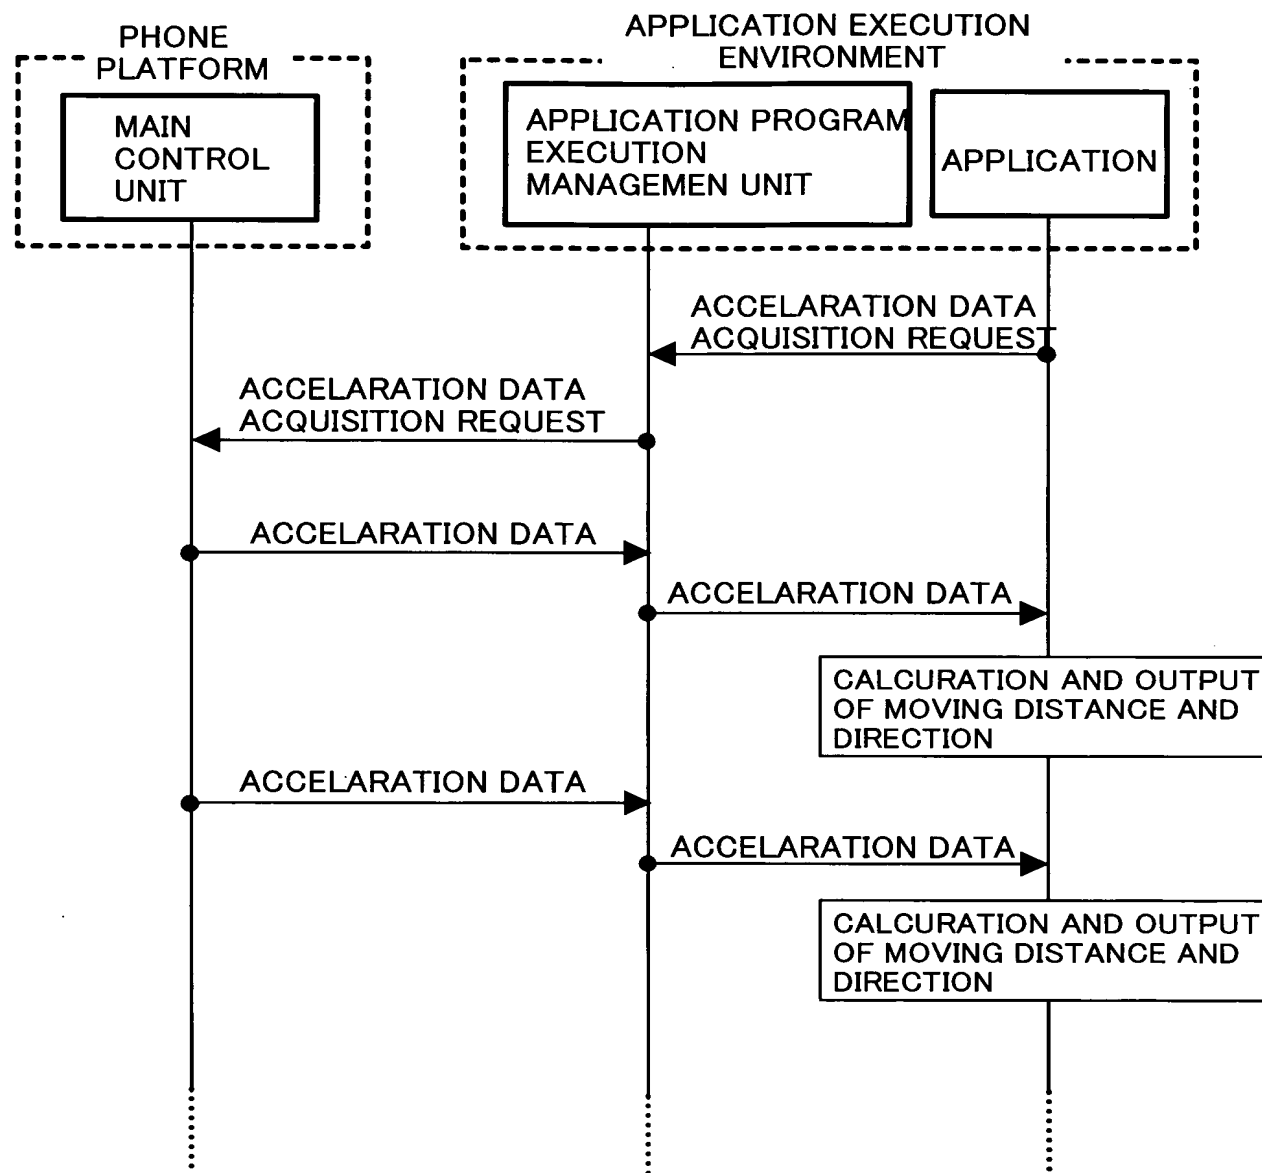 PHONE
PLATFORM
APPLICATION EXECUTION
ENVIRONMENT
MAIN
CONTROL
UNIT
APPLICATION PROGRAM
EXECUTION
MANAGEMEN UNIT
APPLICATION
ACCELARATION DATA
ACQUISITION REQUEST
ACCELARATION DATA
ACQUISITION REQUEST
ACCELARATION DATA
ACCELARATION DATA
CALCURATION AND OUTPUT
OF MOVING DISTANCE AND
DIRECTION
ACCELARATION DATA
ACCELARATION DATA
CALCURATION AND OUTPUT
OF MOVING DISTANCE AND
DIRECTION